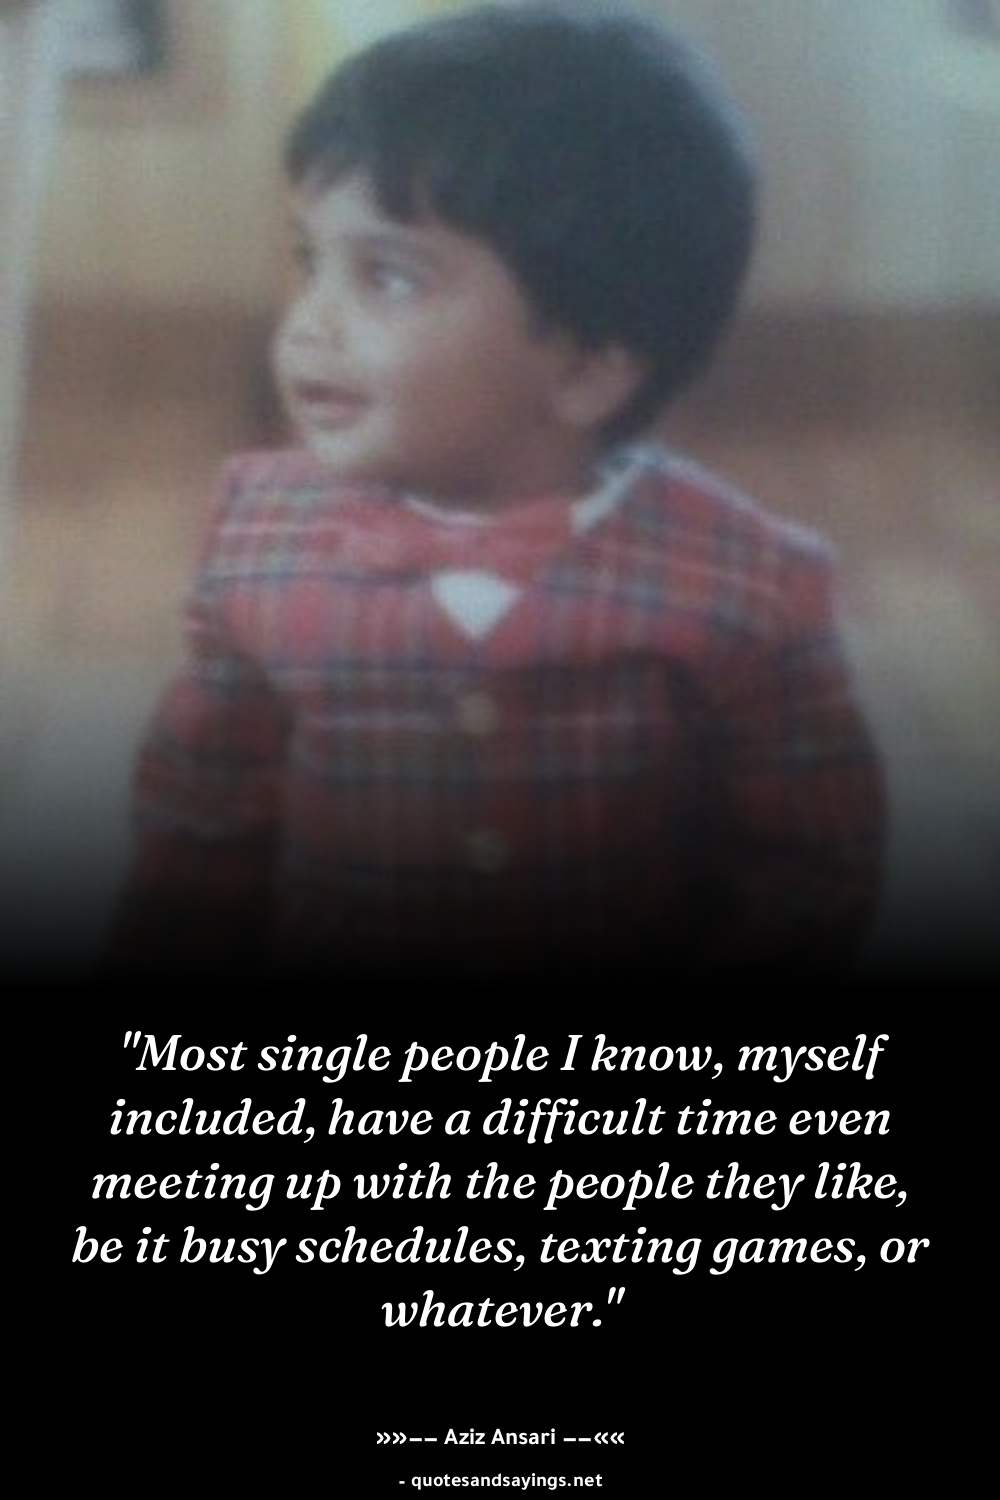 "Most single people I know, myself
included, have a difficult time even
meeting up with the people they like,
be it busy schedules, texting games, or
whatever."
»»−− Aziz Ansari −−««
- quotesandsayings.net